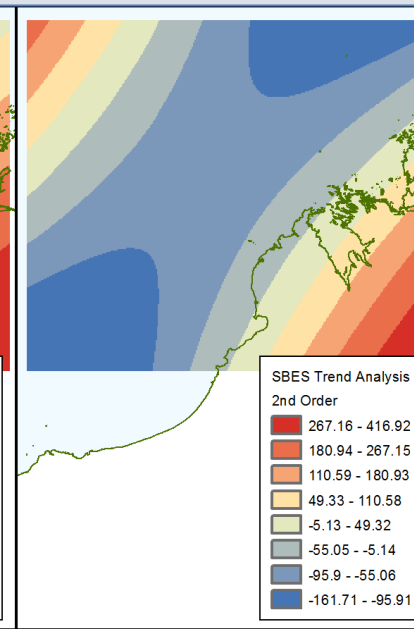 SBES Trend Analysis
2nd Order
267.16 - 416.92
180.94 - 267.15
110.59 - 180.93
49.33 - 110.58
-5.13 - 49.32
-55.05 - -5.14
-95.9 - -55.06
-161.71 - -95.91